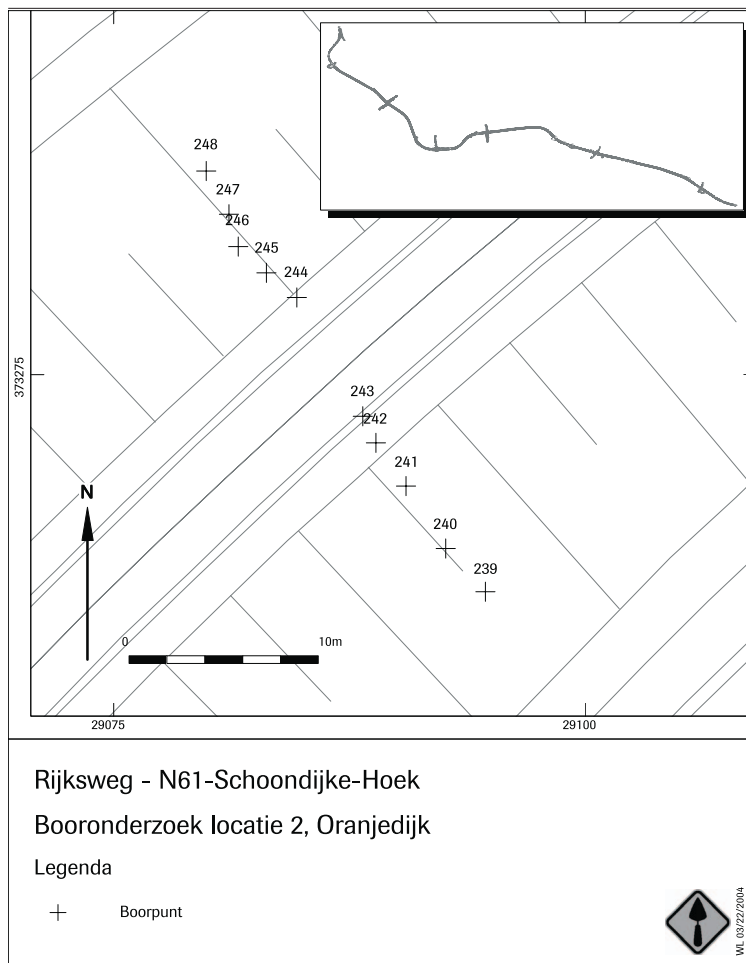 248
247
246
245
244
373275
243
242
241
N
240
239
0
10m
29075
29100
Rijksweg - N61-Schoondijke-Hoek
Booronderzoek locatie 2, Oranjedijk
Legenda
Boorpunt
WL 03/22/2004